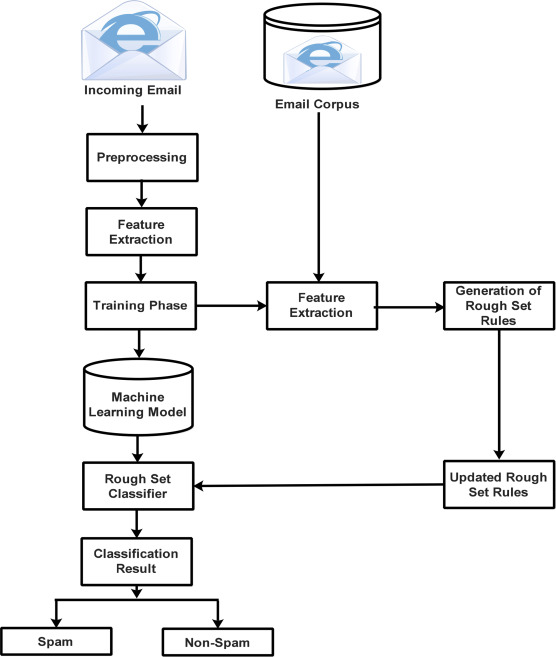 Incoming Email
Email Corpus
Preprocessing
Feature
Extraction
Training Phase
Feature
Extraction
Generation of
Rough Set
Rules
Machine
Learning Model
Rough Set
Classifier
Updated Rough
Set Rules
Classification
Result
Spam
Non-Spam